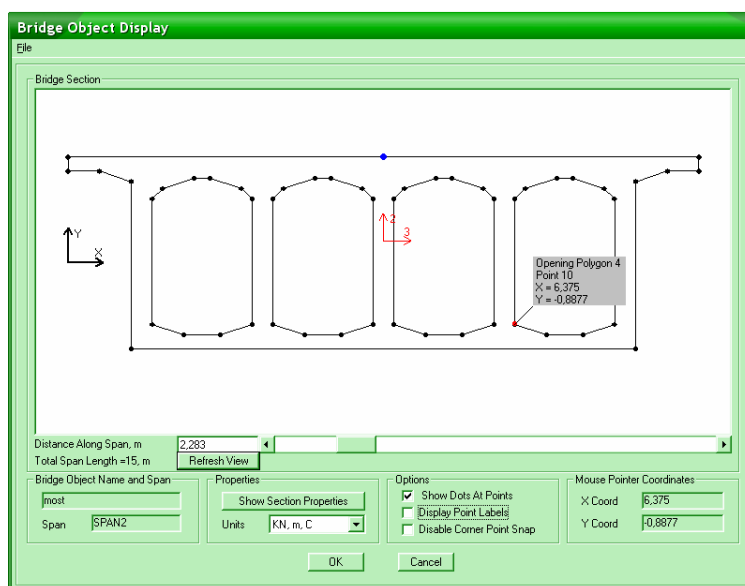 Bridge Object Display
File
Bridge Section
2
3
Y
X
Opening Polygon 4
Point 10
X = 6,375
Y = -0,8877
Distance Along Span, m 2,283
Total Span Length =15, m Refresh View
Bridge Object Name and Span
most
Span SPAN2
Properties
Show Section Properties
Units KN, m, C
Options
Show Dots At Points
Display Point Labels
Disable Corner Point Snap
Mouse Pointer Coordinates
X Coord 6,375
Y Coord -0,8877
OK Cancel